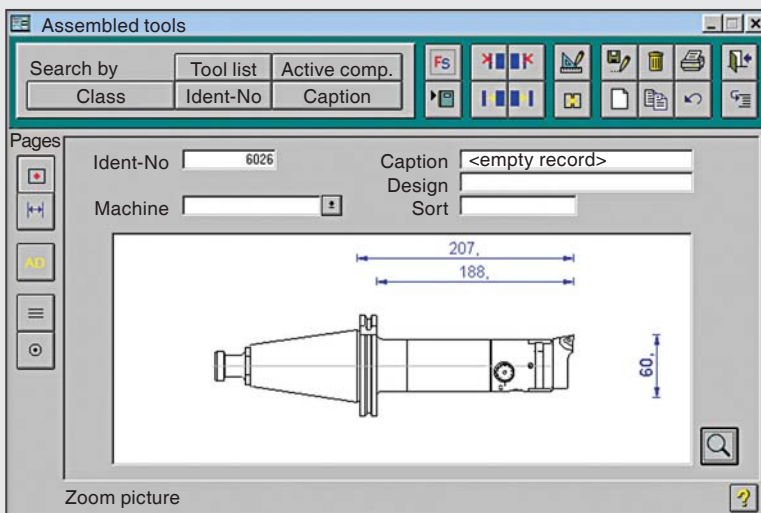 Assembled tools
Search by Tool list Active comp.
Class Ident-No Caption
FS
Pages
Ident-No 6026 Caption <empty record>
Design
Machine Sort
AD
207,
188,
60,
Zoom picture
?